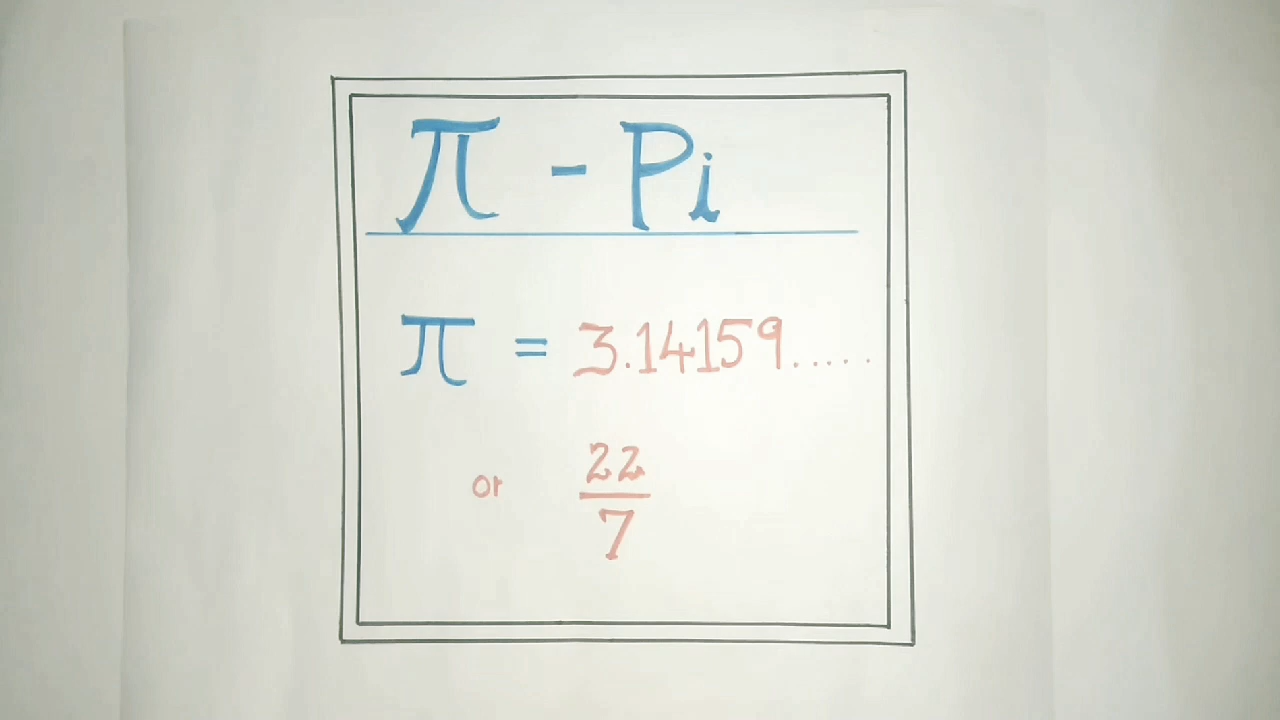 π - Pi
π = 3.14159.....
or 22/7